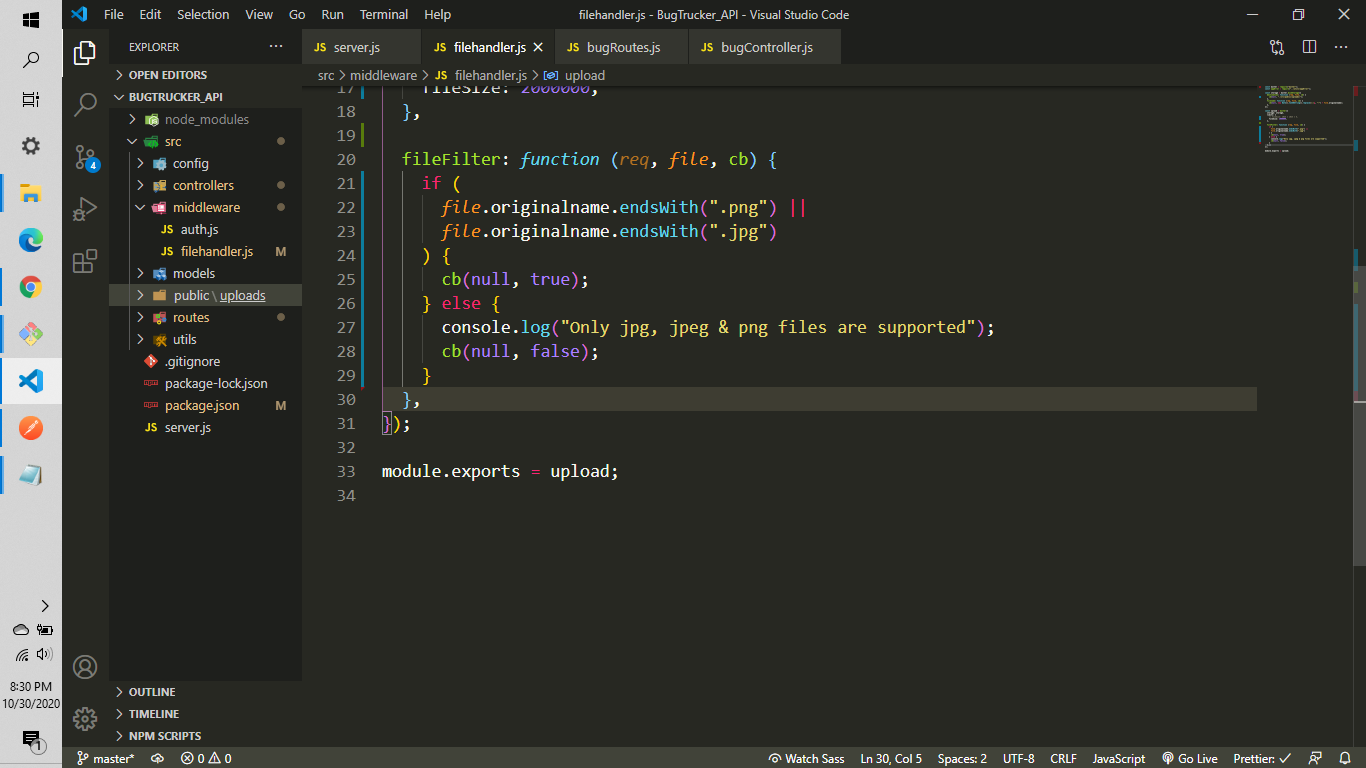 File Edit Selection View Go Run Terminal Help filehandler.js - BugTrucker_API - Visual Studio Code
EXPLORER ···
JS server.js JS filehandler.js JS bugRoutes.js JS bugController.js
OPEN EDITORS
src > middleware > JS filehandler.js > upload
BUGTRUCKER_API
node_modules
src
config
controllers
middleware
JS auth.js
JS filehandler.js M
models
public\uploads
routes
utils
.gitignore
package-lock.json
package.json M
JS server.js
17 fileSize: 2000000,
18 },
19
20 fileFilter: function (req, file, cb) {
21 if (
22 file.originalname.endsWith(".png") ||
23 file.originalname.endsWith(".jpg")
24 ) {
25 cb(null, true);
26 } else {
27 console.log("Only jpg, jpeg & png files are supported");
28 cb(null, false);
29 }
30 },
31 });
32
33 module.exports = upload;
34
4
OUTLINE
TIMELINE
NPM SCRIPTS
8:30 PM
10/30/2020
1
master* 0 0 Watch Sass Ln 30, Col 5 Spaces: 2 UTF-8 CRLF JavaScript Go Live Prettier: ✓